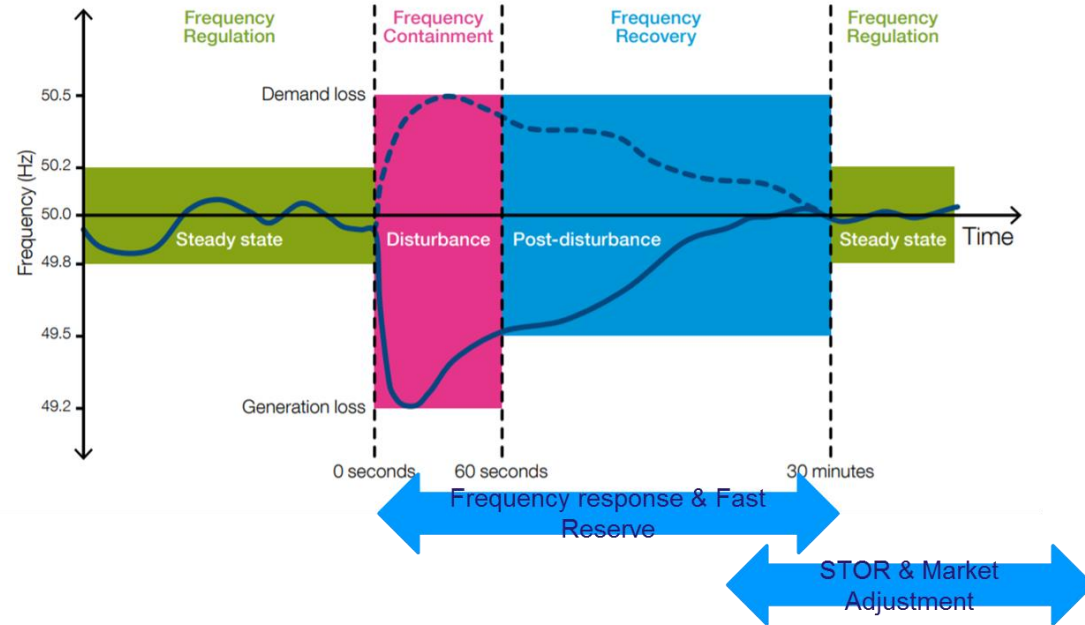 Frequency
Regulation
Frequency
Containment
Frequency
Recovery
Frequency
Regulation
Frequency (Hz)
50.5
50.2
50.0
49.8
49.5
49.2
Demand loss
Generation loss
Steady state
Disturbance
Post-disturbance
Steady state
Time
0 seconds
60 seconds
30 minutes
Frequency response & Fast
Reserve
STOR & Market
Adjustment